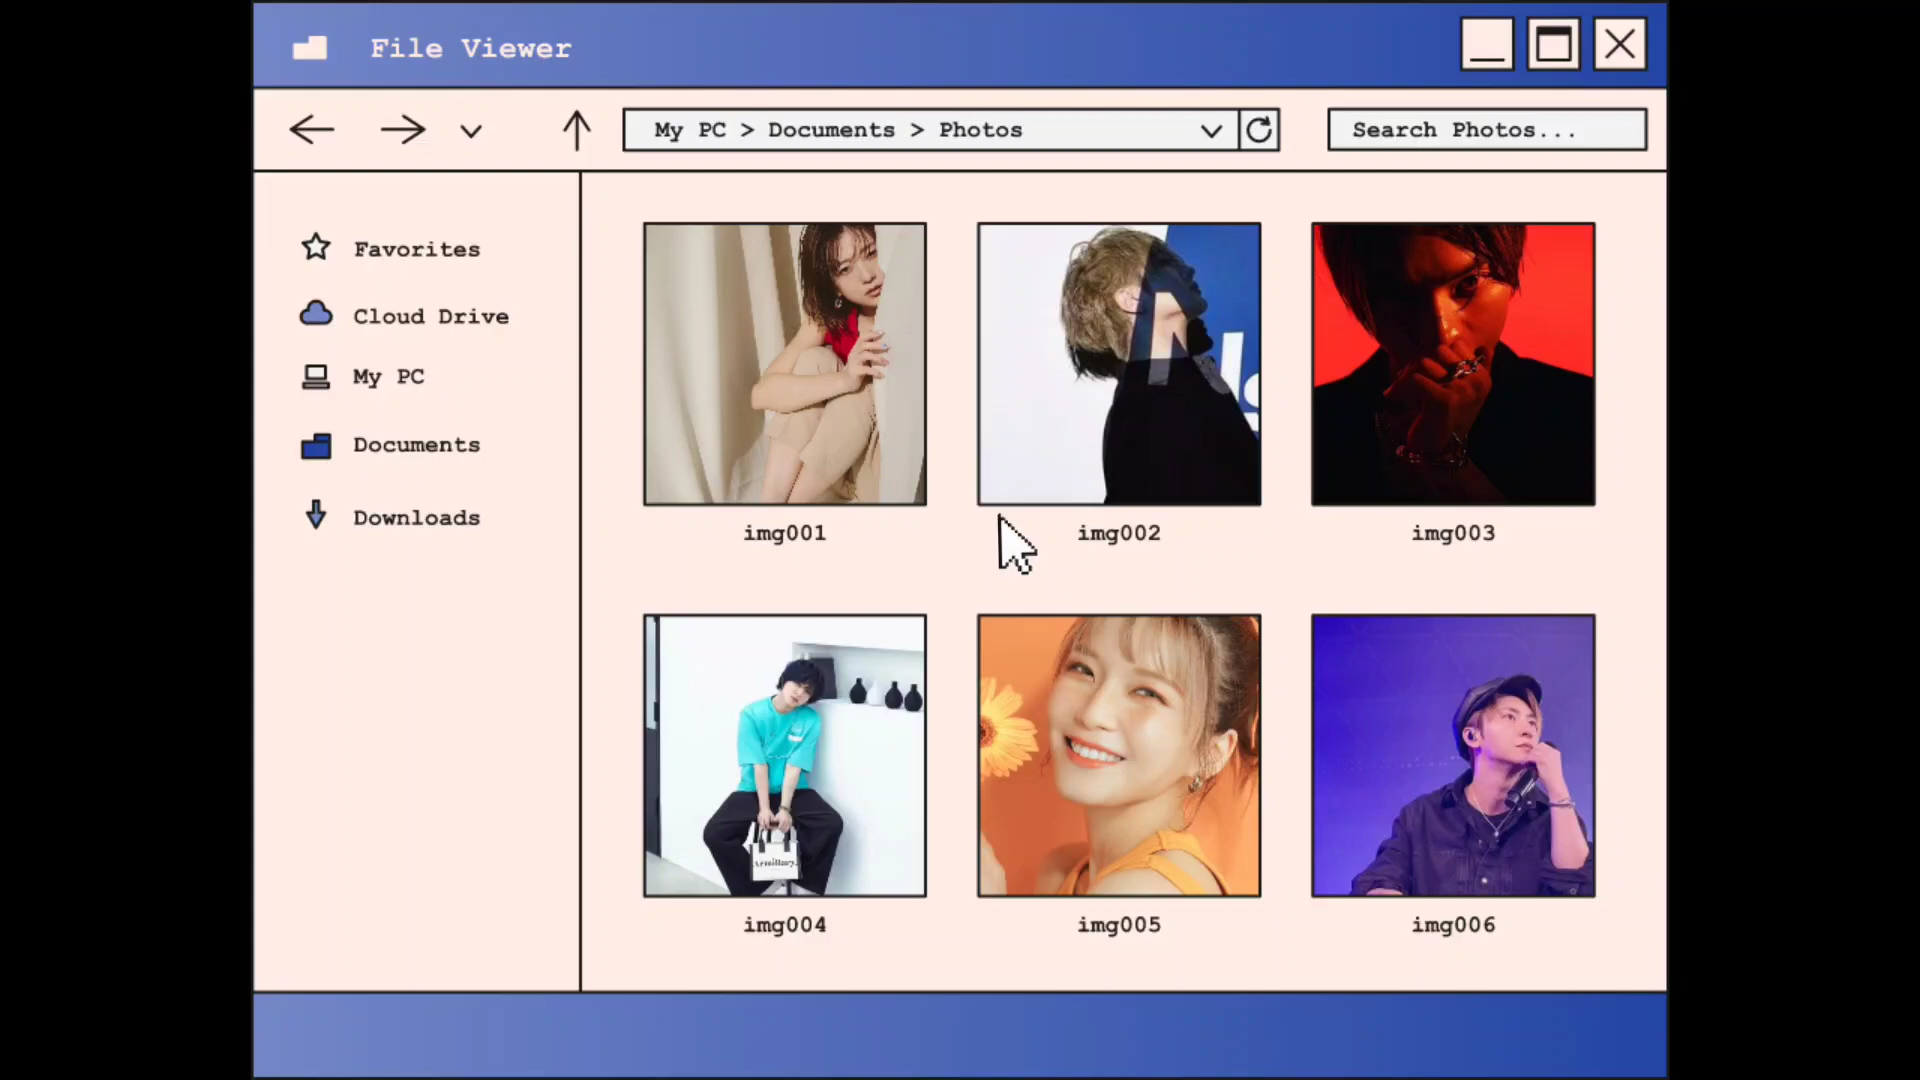 File Viewer
My PC > Documents > Photos
Search Photos...
Favorites
Cloud Drive
My PC
Documents
Downloads
img001
img002
img003
Armillary.
img004
img005
img006